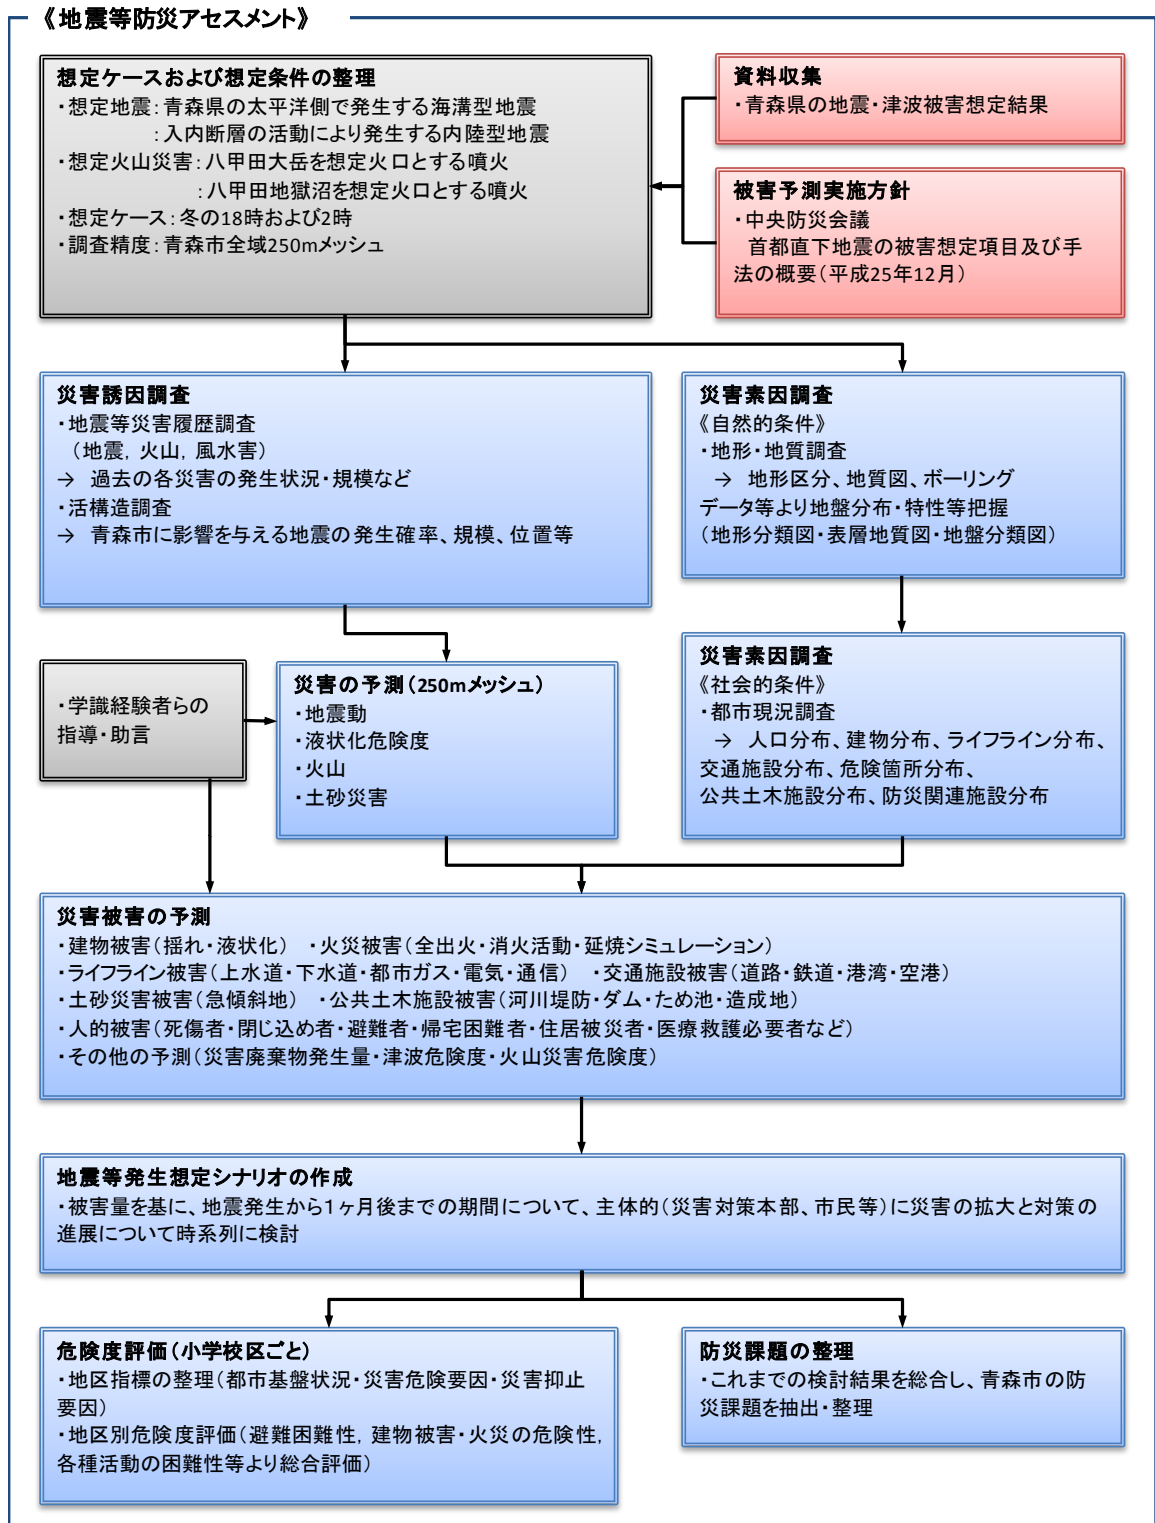 《地震等防災アセスメント》
想定ケースおよび想定条件の整理
・想定地震：青森県の太平洋側で発生する海溝型地震
：入内断層の活動により発生する内陸型地震
・想定火山災害：八甲田大岳を想定火口とする噴火
：八甲田地獄沼を想定火口とする噴火
・想定ケース：冬の18時および2時
・調査精度：青森市全域250mメッシュ
資料収集
・青森県の地震・津波被害想定結果
被害予測実施方針
・中央防災会議
首都直下地震の被害想定項目及び手
法の概要（平成25年12月）
災害誘因調査
・地震等災害履歴調査
（地震，火山，風水害）
→ 過去の各災害の発生状況・規模など
・活構造調査
→ 青森市に影響を与える地震の発生確率、規模、位置等
災害素因調査
《自然的条件》
・地形・地質調査
→ 地形区分、地質図、ボーリング
データ等より地盤分布・特性等把握
（地形分類図・表層地質図・地盤分類図）
・学識経験者らの
指導・助言
災害の予測（250mメッシュ）
・地震動
・液状化危険度
・火山
・土砂災害
災害素因調査
《社会的条件》
・都市現況調査
→ 人口分布、建物分布、ライフライン分布、
交通施設分布、危険箇所分布、
公共土木施設分布、防災関連施設分布
災害被害の予測
・建物被害（揺れ・液状化） ・火災被害（全出火・消火活動・延焼シミュレーション）
・ライフライン被害（上水道・下水道・都市ガス・電気・通信） ・交通施設被害（道路・鉄道・港湾・空港）
・土砂災害被害（急傾斜地） ・公共土木施設被害（河川堤防・ダム・ため池・造成地）
・人的被害（死傷者・閉じ込め者・避難者・帰宅困難者・住居被災者・医療救護必要者など）
・その他の予測（災害廃棄物発生量・津波危険度・火山災害危険度）
地震等発生想定シナリオの作成
・被害量を基に、地震発生から１ヶ月後までの期間について、主体的（災害対策本部、市民等）に災害の拡大と対策の
進展について時系列に検討
危険度評価（小学校区ごと）
・地区指標の整理（都市基盤状況・災害危険要因・災害抑止
要因）
・地区別危険度評価（避難困難性，建物被害・火災の危険性，
各種活動の困難性等より総合評価）
防災課題の整理
・これまでの検討結果を総合し、青森市の防
災課題を抽出・整理